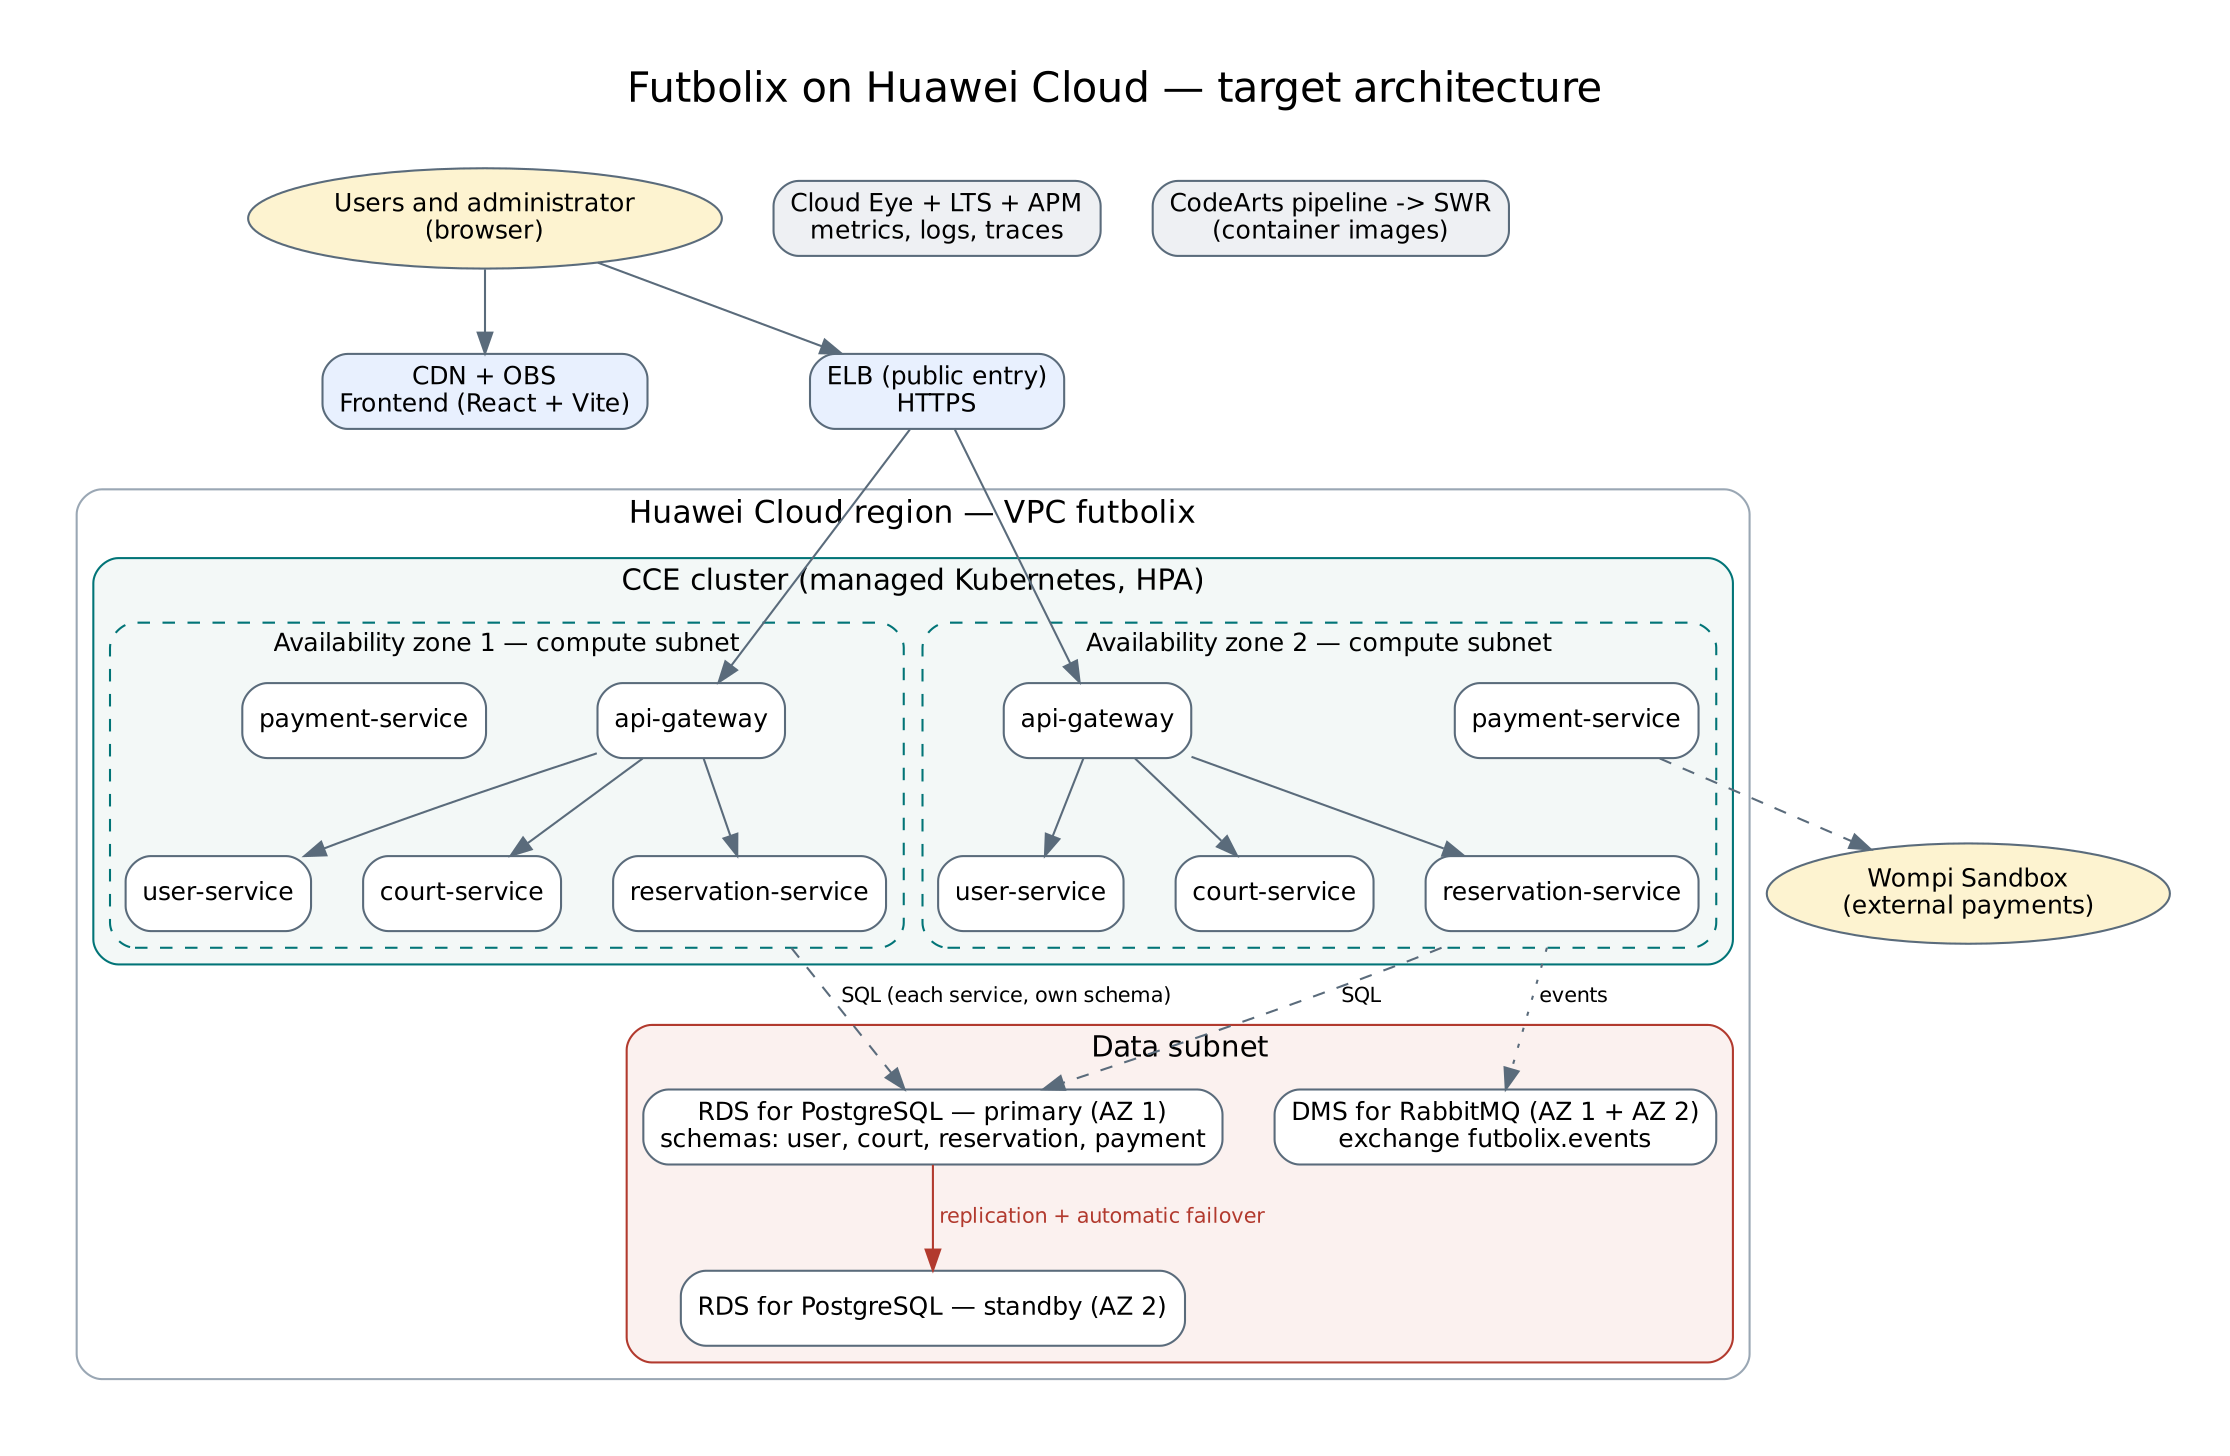 Futbolix on Huawei Cloud — target architecture
Users and administrator
(browser)
Cloud Eye + LTS + APM
metrics, logs, traces
CodeArts pipeline -> SWR
(container images)
CDN + OBS
Frontend (React + Vite)
ELB (public entry)
HTTPS
Huawei Cloud region — VPC futbolix
CCE cluster (managed Kubernetes, HPA)
Availability zone 1 — compute subnet
payment-service
api-gateway
user-service
court-service
reservation-service
Availability zone 2 — compute subnet
api-gateway
payment-service
user-service
court-service
reservation-service
Wompi Sandbox
(external payments)
SQL (each service, own schema)
SQL
events
Data subnet
RDS for PostgreSQL — primary (AZ 1)
schemas: user, court, reservation, payment
DMS for RabbitMQ (AZ 1 + AZ 2)
exchange futbolix.events
replication + automatic failover
RDS for PostgreSQL — standby (AZ 2)